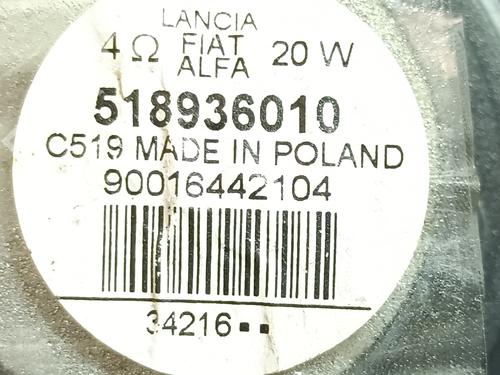 LANCIA
4 Ω FIAT 20 W
ALFA
518936010
C519 MADE IN POLAND
90016442104
34216▪▪